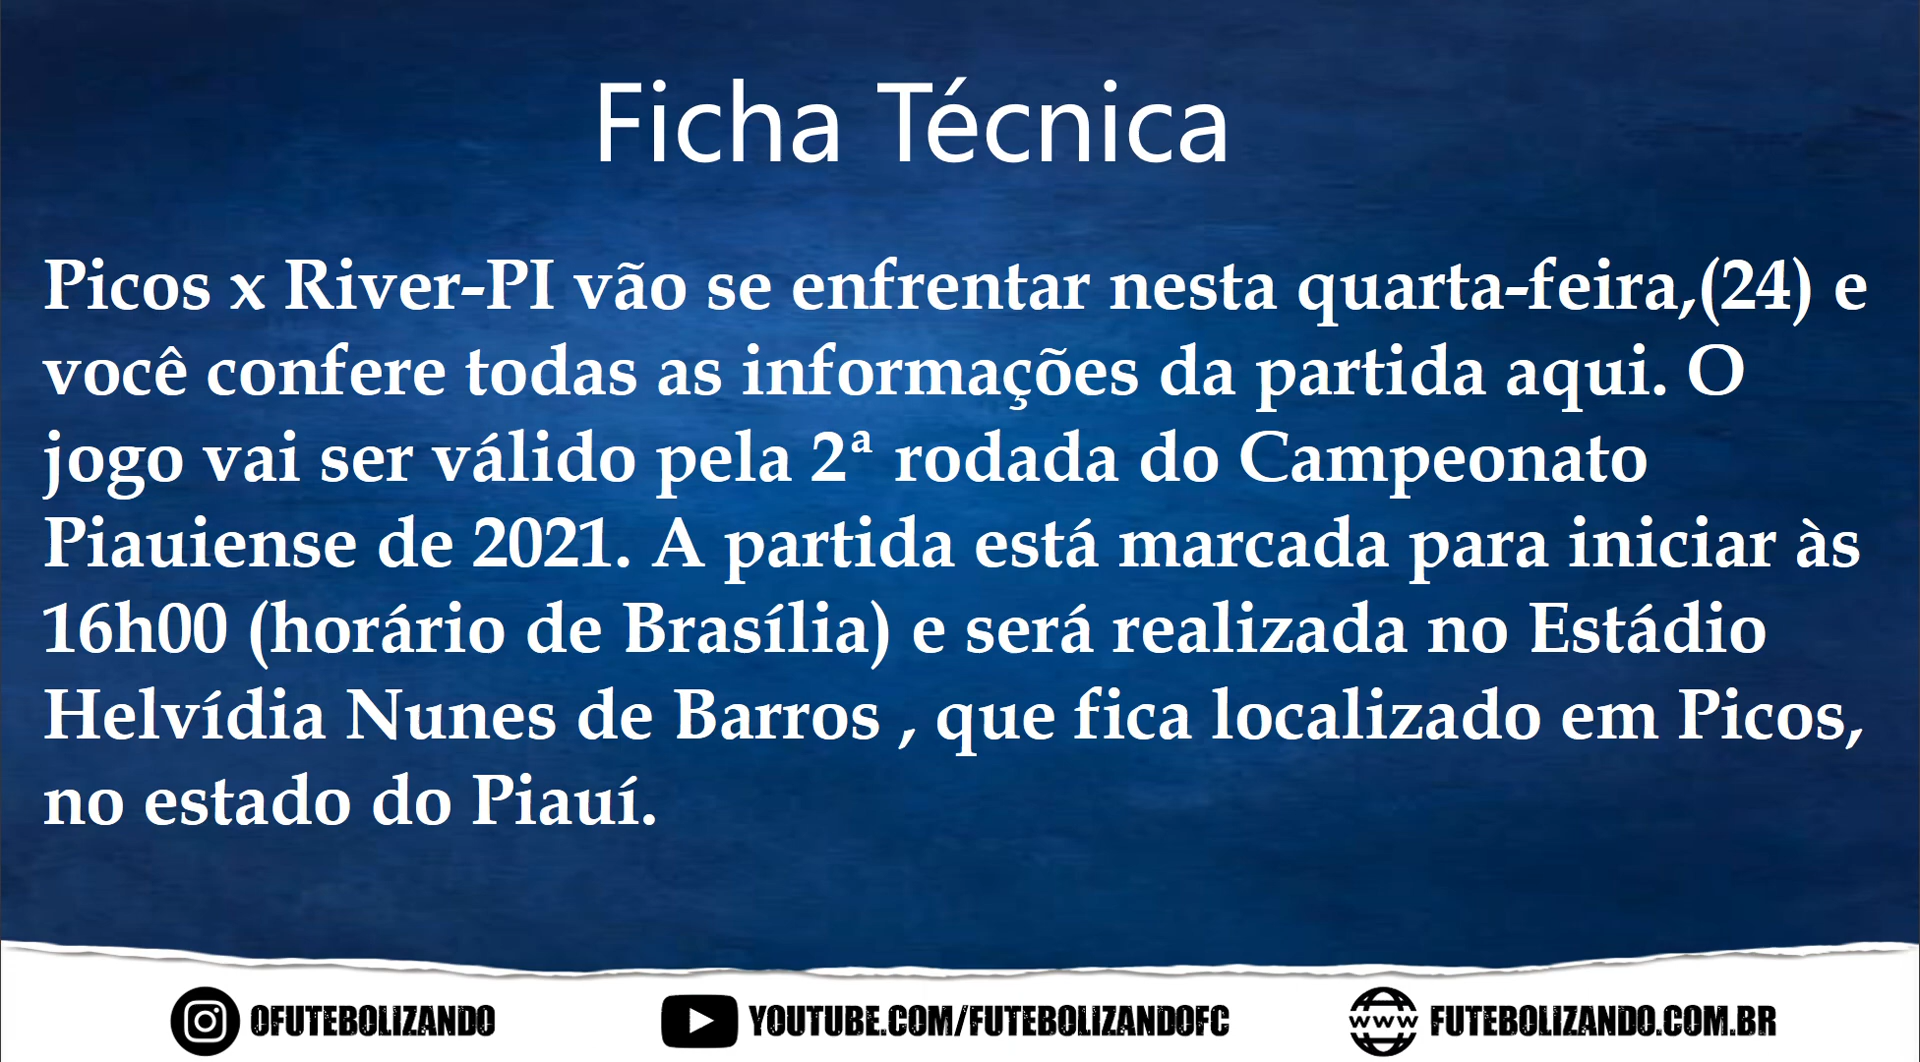 Ficha Técnica
Picos x River-PI vão se enfrentar nesta quarta-feira,(24) e
você confere todas as informações da partida aqui. O
jogo vai ser válido pela 2ª rodada do Campeonato
Piauiense de 2021. A partida está marcada para iniciar às
16h00 (horário de Brasília) e será realizada no Estádio
Helvídia Nunes de Barros , que fica localizado em Picos,
no estado do Piauí.
OFUTEBOLIZANDO
YOUTUBE.COM/FUTEBOLIZANDOFC
WWW
FUTEBOLIZANDO.COM.BR